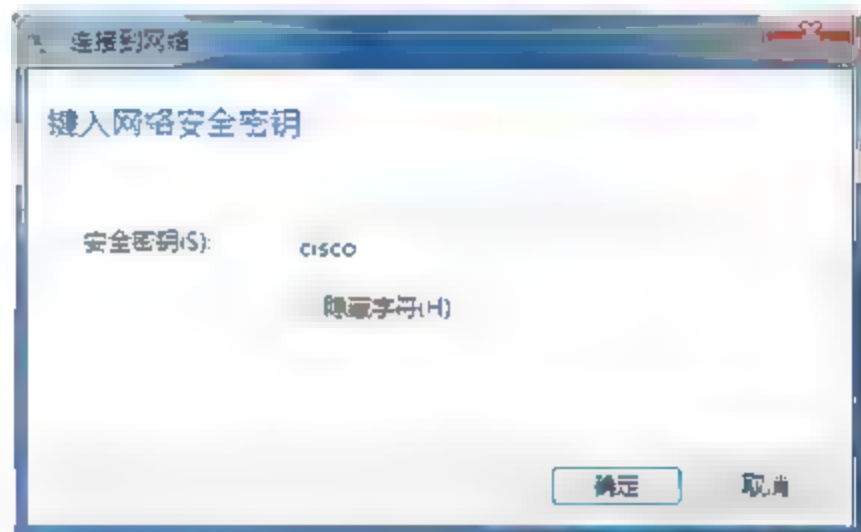 连接到网络
键入网络安全密钥
安全密钥(S):
cisco
隐藏字符(H)
确定
取消